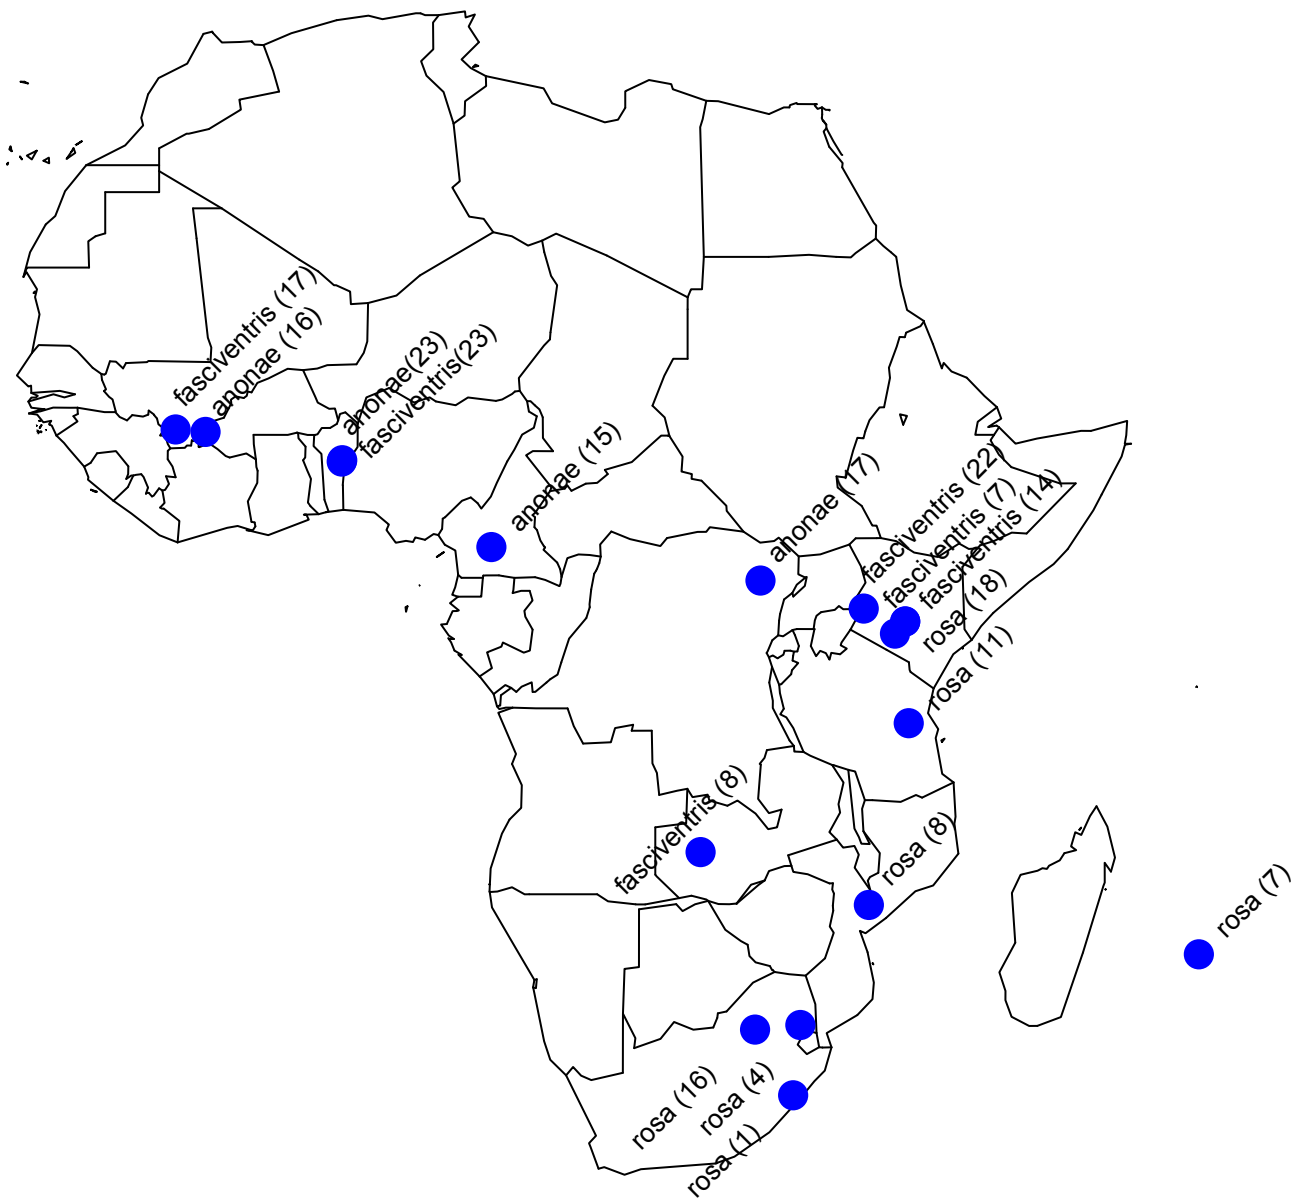 fasciventris (17)
anonae (16)
anonae(23)
fasciventris(23)
anonae (15)
anonae (17)
fasciventris (22)
fasciventris (7)
fasciventris (14)
rosa (18)
rosa (11)
fasciventris (8)
rosa (8)
rosa (7)
rosa (16)
rosa (4)
rosa (1)